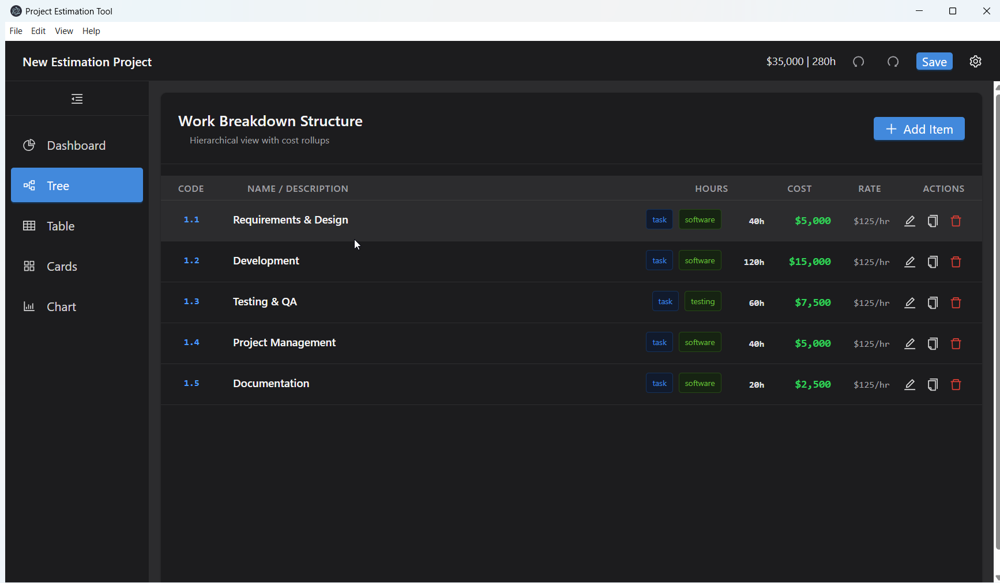 Project Estimation Tool
File Edit View Help
New Estimation Project
$35,000 | 280h
Save
Dashboard
Tree
Table
Cards
Chart
Work Breakdown Structure
Hierarchical view with cost rollups
Add Item
CODE NAME / DESCRIPTION HOURS COST RATE ACTIONS
1.1 Requirements & Design task software 40h $5,000 $125/hr
1.2 Development task software 120h $15,000 $125/hr
1.3 Testing & QA task testing 60h $7,500 $125/hr
1.4 Project Management task software 40h $5,000 $125/hr
1.5 Documentation task software 20h $2,500 $125/hr